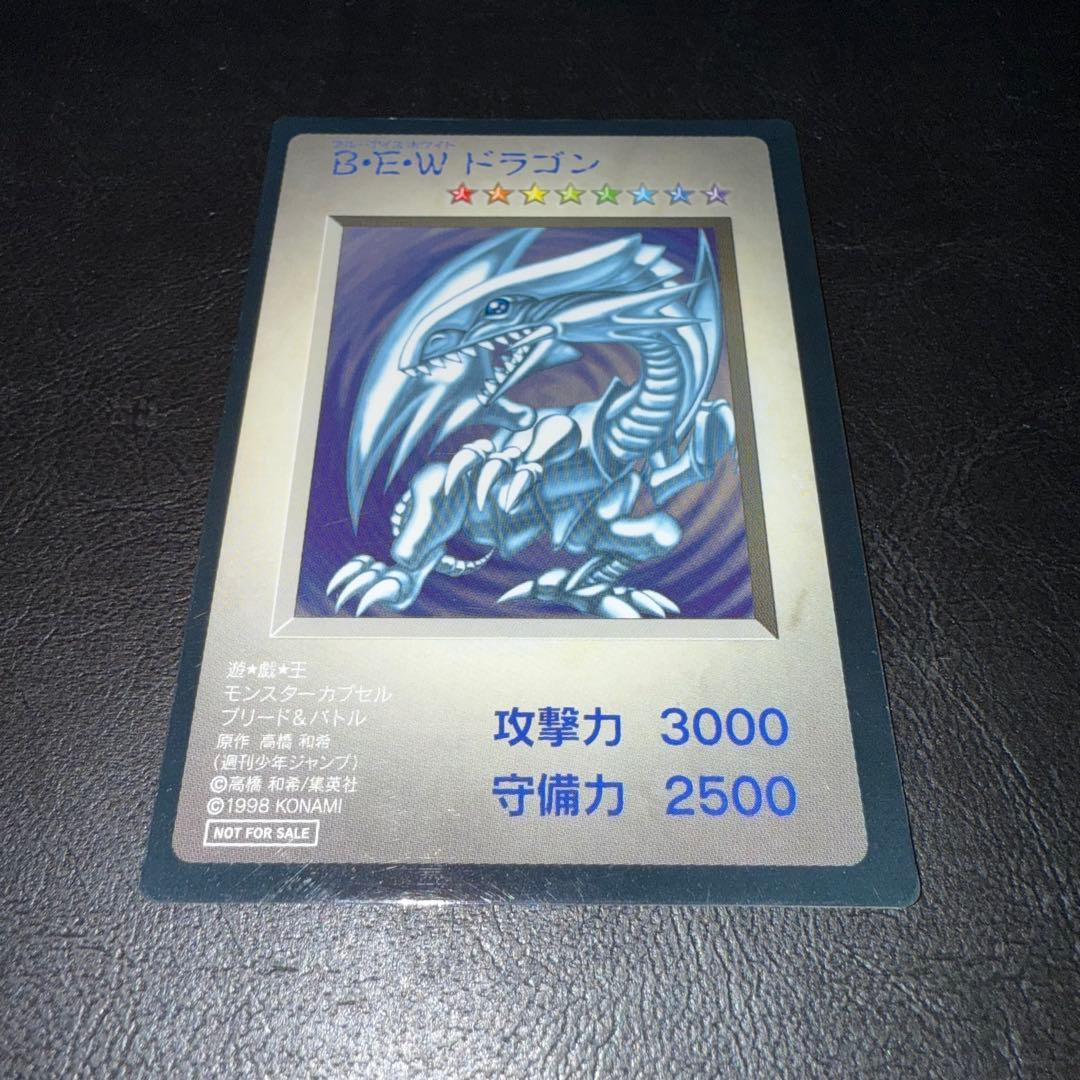 ブルーアイズ ホワイト
B•E•W ドラゴン
遊★戯★王
モンスターカプセル
ブリード&バトル
原作 高橋 和希
(週刊少年ジャンプ)
©高橋 和希/集英社
©1998 KONAMI
NOT FOR SALE
攻撃力 3000
守備力 2500